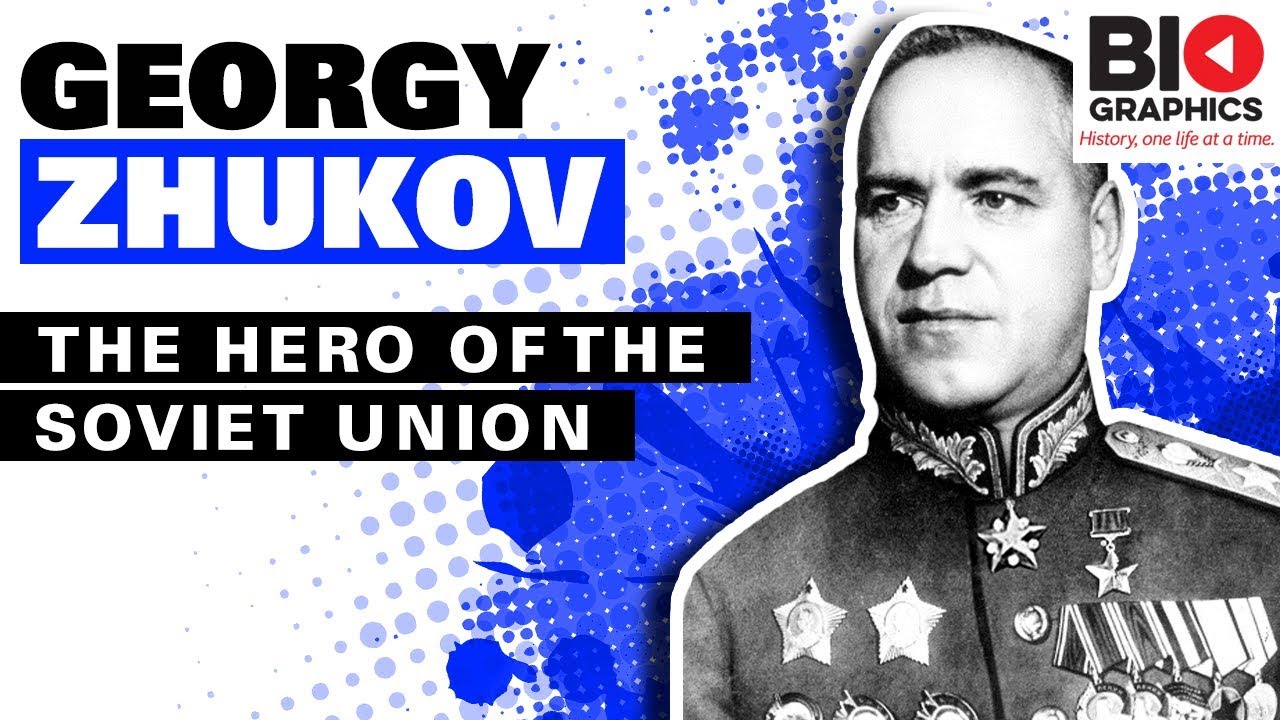 GEORGY
ZHUKOV
THE HERO OF THE
SOVIET UNION
BIO
GRAPHICS
History, one life at a time.